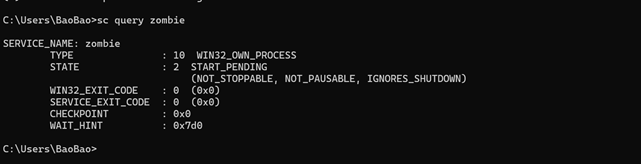 C:\Users\BaoBao>sc query zombie
SERVICE_NAME: zombie
        TYPE               : 10  WIN32_OWN_PROCESS
        STATE              : 2  START_PENDING
                                (NOT_STOPPABLE, NOT_PAUSABLE, IGNORES_SHUTDOWN)
        WIN32_EXIT_CODE    : 0  (0x0)
        SERVICE_EXIT_CODE  : 0  (0x0)
        CHECKPOINT         : 0x0
        WAIT_HINT          : 0x7d0
C:\Users\BaoBao>